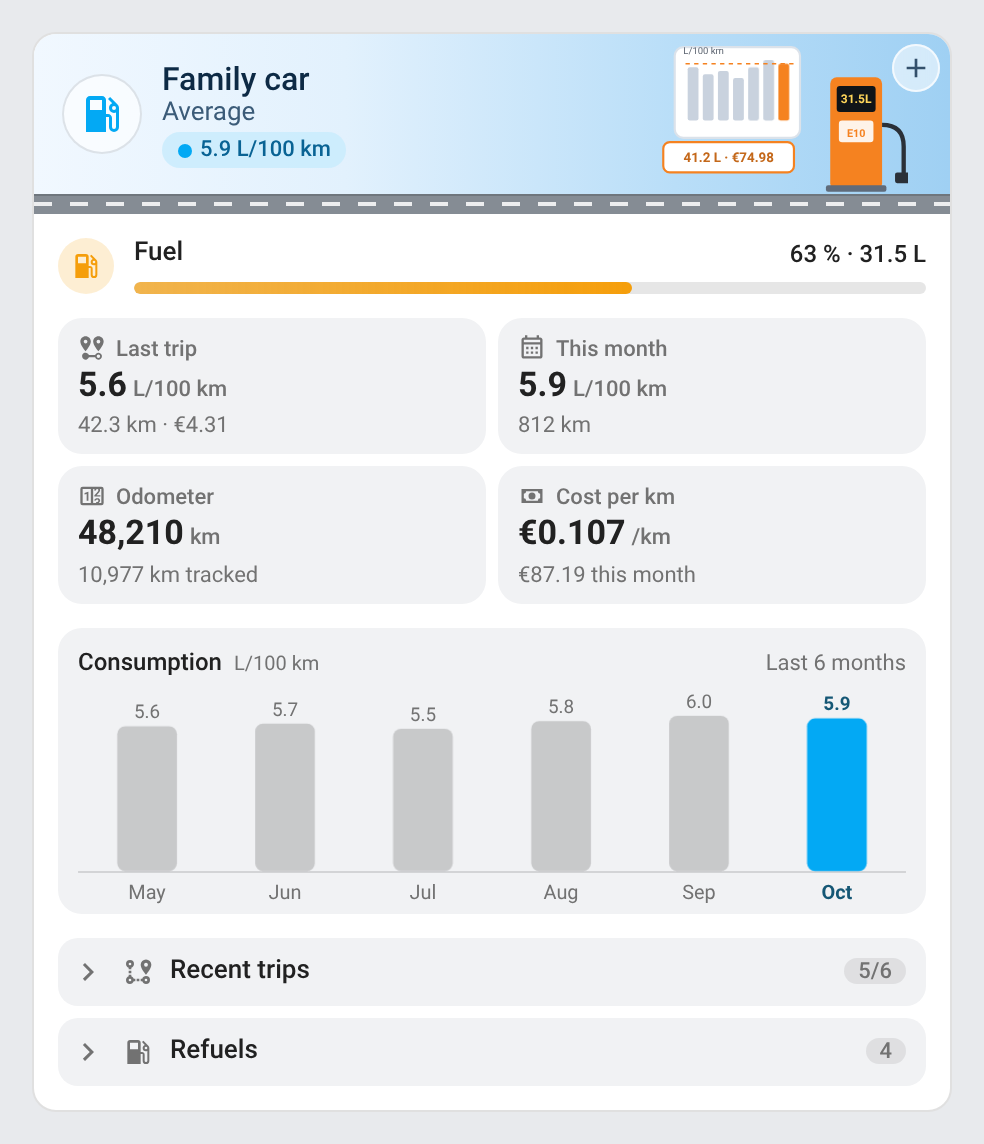 Family car
Average
5.9 L/100 km
L/100 km
41.2 L · €74.98
31.5L
E10
Fuel
63 % · 31.5 L
Last trip
5.6 L/100 km
42.3 km · €4.31
This month
5.9 L/100 km
812 km
Odometer
48,210 km
10,977 km tracked
Cost per km
€0.107 /km
€87.19 this month
Consumption L/100 km
Last 6 months
5.6 5.7 5.5 5.8 6.0 5.9
May Jun Jul Aug Sep Oct
Recent trips
5/6
Refuels
4